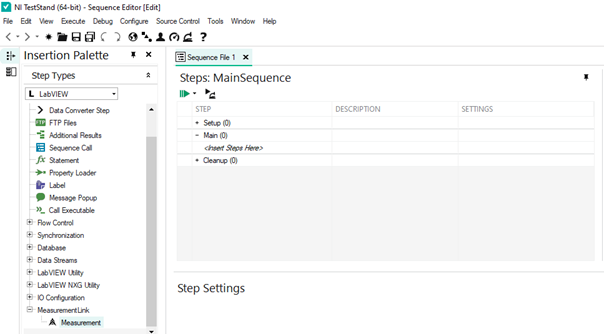 NI TestStand (64-bit) - Sequence Editor [Edit]
File Edit View Execute Debug Configure Source Control Tools Window Help
Insertion Palette
Step Types
L LabVIEW
Data Converter Step
FTP FTP Files
Additional Results
Sequence Call
fx Statement
Property Loader
Label
Message Popup
Call Executable
Flow Control
Synchronization
Database
Data Streams
LabVIEW Utility
LabVIEW NXG Utility
IO Configuration
MeasurementLink
Measurement
Sequence File 1
Steps: MainSequence
STEP DESCRIPTION SETTINGS
+ Setup (0)
− Main (0)
<Insert Steps Here>
+ Cleanup (0)
Step Settings